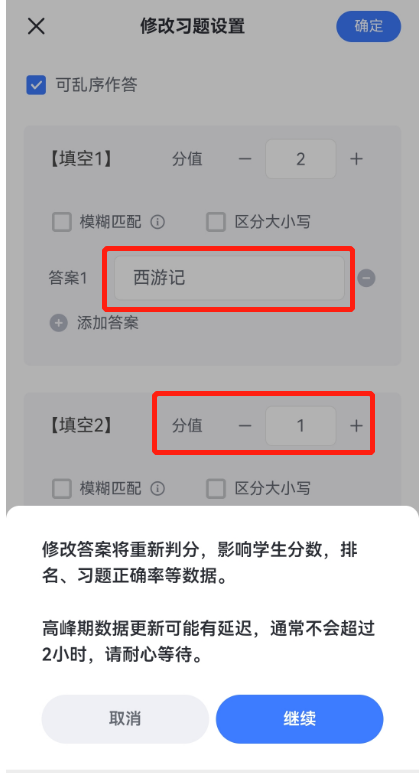 修改习题设置
确定
可乱序作答
【填空1】 分值 − 2 +
模糊匹配 区分大小写
答案1 西游记
添加答案
【填空2】 分值 − 1 +
模糊匹配 区分大小写
修改答案将重新判分，影响学生分数，排
名、习题正确率等数据。
高峰期数据更新可能有延迟，通常不会超过
2小时，请耐心等待。
取消 继续